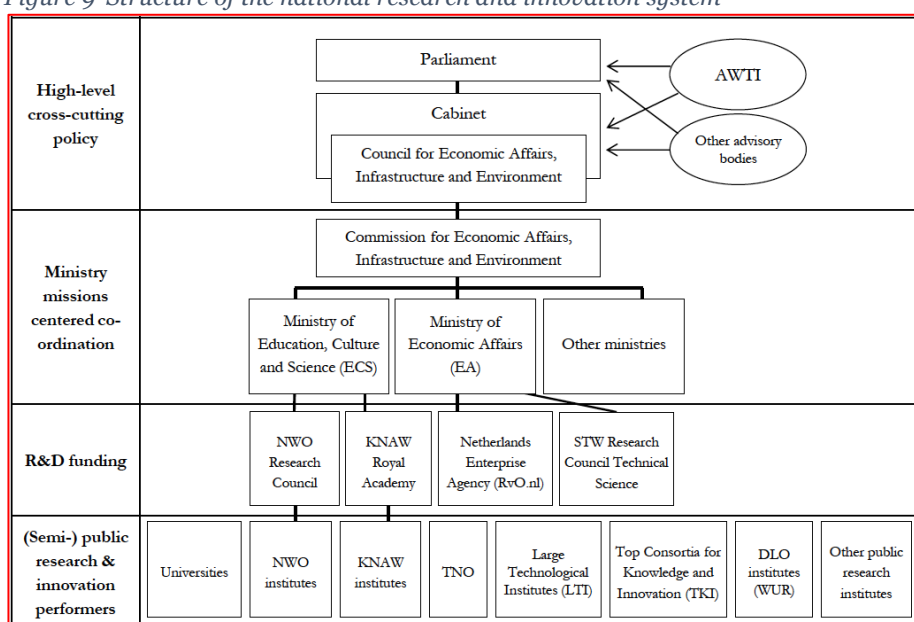 Figure 9 Structure of the national research and innovation system
High-level
cross-cutting
policy
Parliament
Cabinet
Council for Economic Affairs,
Infrastructure and Environment
AWTI
Other advisory
bodies
Ministry
missions
centered co-
ordination
Commission for Economic Affairs,
Infrastructure and Environment
Ministry of
Education, Culture
and Science (ECS)
Ministry of
Economic Affairs
(EA)
Other ministries
R&D funding
NWO
Research
Council
KNAW
Royal
Academy
Netherlands
Enterprise
Agency (RvO.nl)
STW Research
Council Technical
Science
(Semi-) public
research &
innovation
performers
Universities
NWO
institutes
KNAW
institutes
TNO
Large
Technological
Institutes (LTI)
Top Consortia for
Knowledge and
Innovation (TKI)
DLO
institutes
(WUR)
Other public
research
institutes